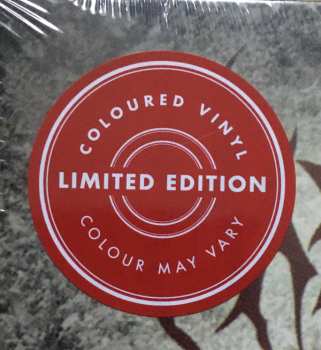 COLOURED VINYL
LIMITED EDITION
COLOUR MAY VARY